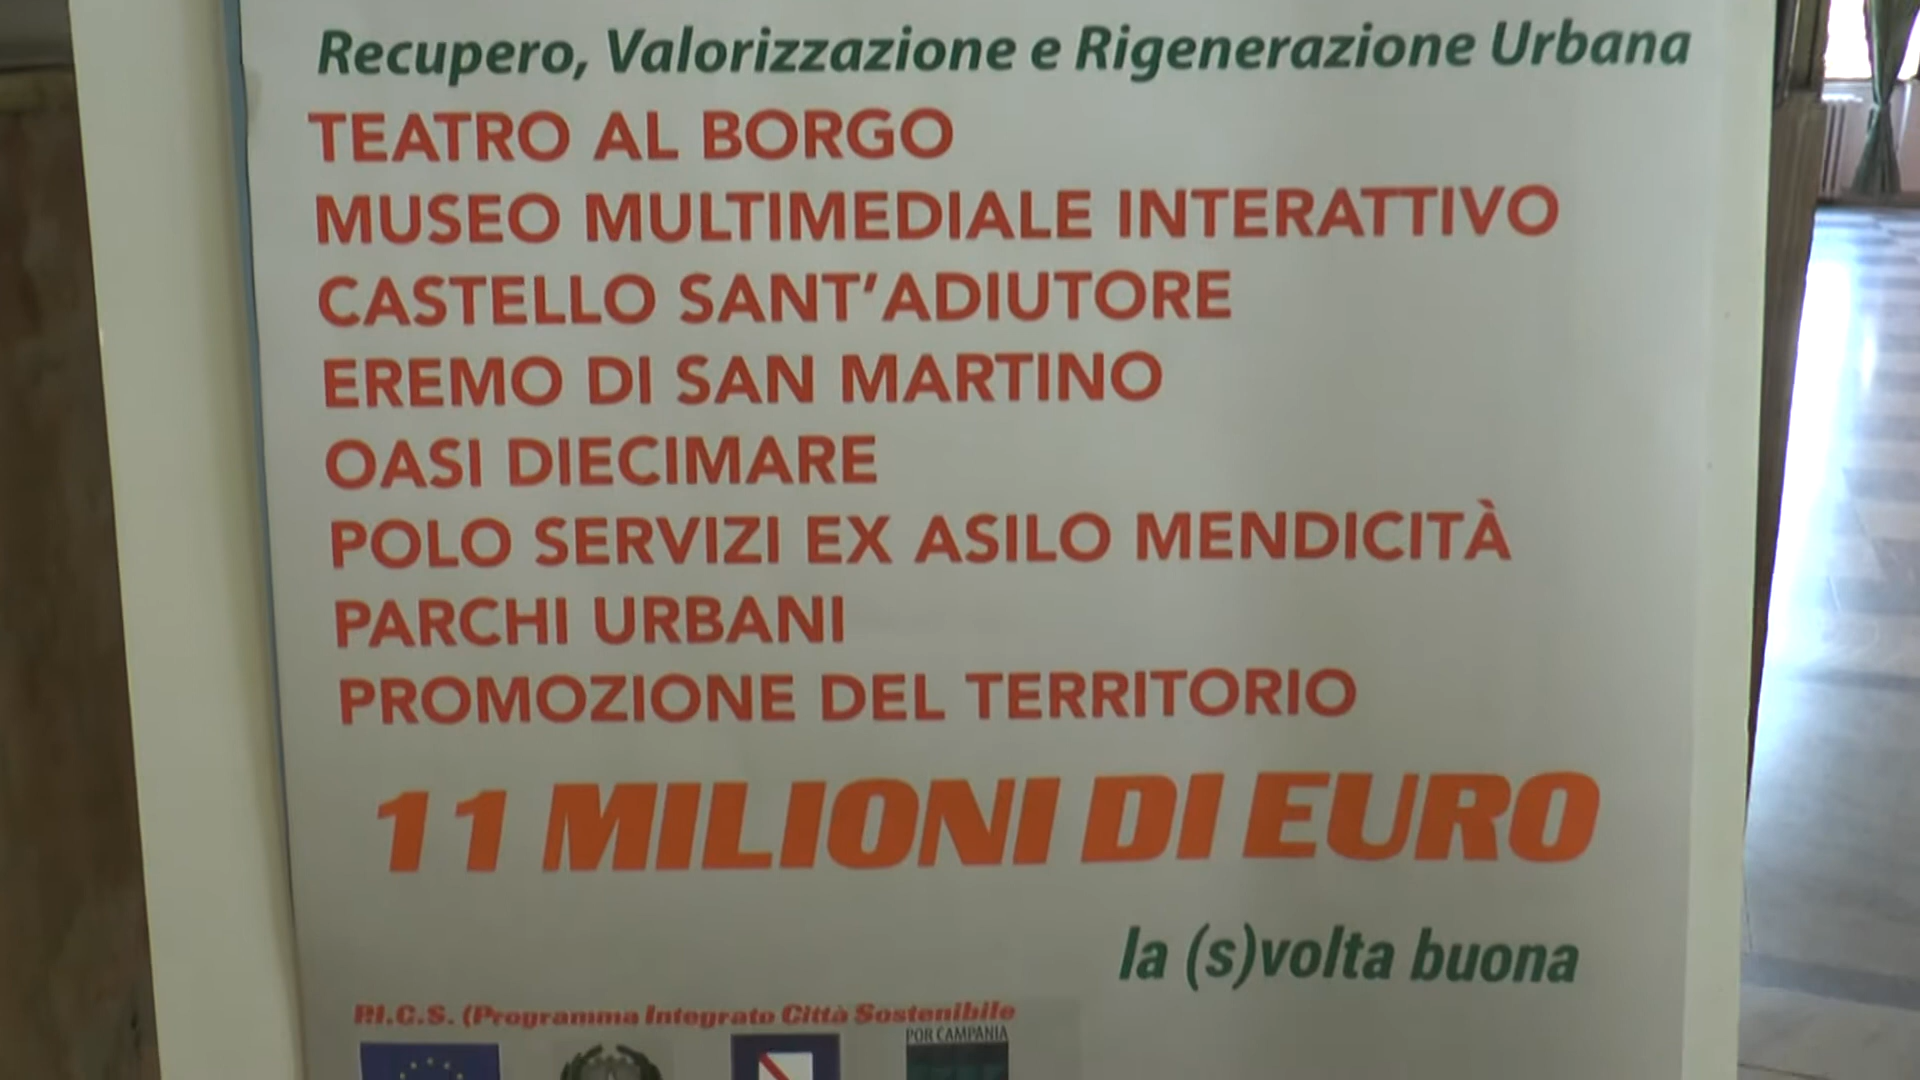 Recupero, Valorizzazione e Rigenerazione Urbana
TEATRO AL BORGO
MUSEO MULTIMEDIALE INTERATTIVO
CASTELLO SANT'ADIUTORE
EREMO DI SAN MARTINO
OASI DIECIMARE
POLO SERVIZI EX ASILO MENDICITÀ
PARCHI URBANI
PROMOZIONE DEL TERRITORIO
11 MILIONI DI EURO
la (s)volta buona
P.I.C.S. (Programma Integrato Città Sostenibile
POR CAMPANIA